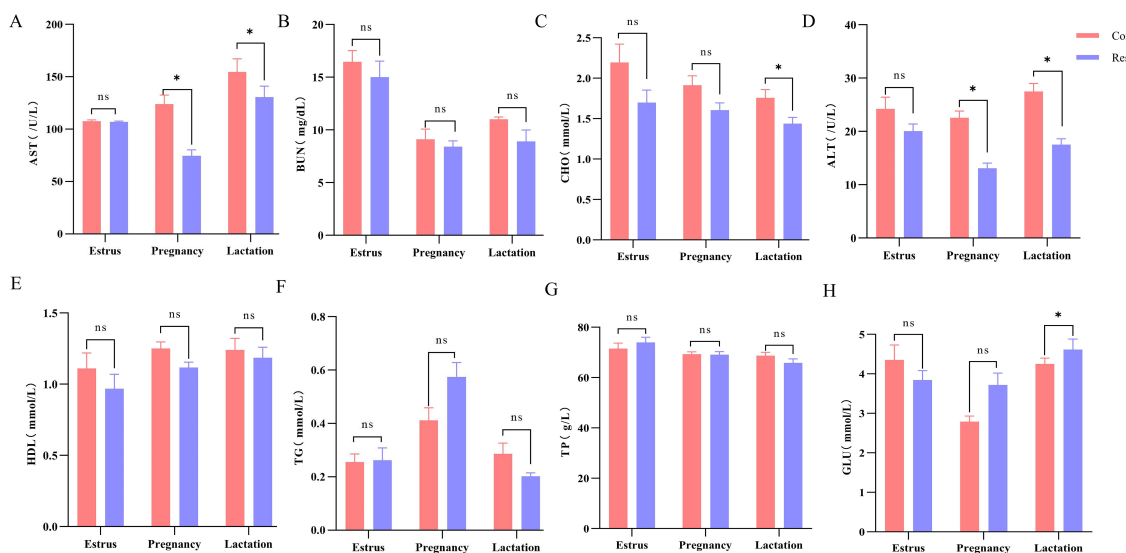 A
AST( /U/L)
200
150
100
50
0
ns
*
*
Estrus
Pregnancy
Lactation
B
BUN( mg/dL)
20
15
10
5
0
ns
ns
ns
Estrus
Pregnancy
Lactation
C
CHO( mmol/L)
2.5
2.0
1.5
1.0
0.5
0.0
ns
ns
*
Estrus
Pregnancy
Lactation
D
ALT( /U/L)
40
30
20
10
0
ns
*
*
Estrus
Pregnancy
Lactation
Co
Res
E
HDL( mmol/L)
1.5
1.0
0.5
0.0
ns
ns
ns
Estrus
Pregnancy
Lactation
F
TG( mmol/L)
0.8
0.6
0.4
0.2
0.0
ns
ns
ns
Estrus
Pregnancy
Lactation
G
TP( g/L)
80
60
40
20
0
ns
ns
ns
Estrus
Pregnancy
Lactation
H
GLU( mmol/L)
5
4
3
2
1
0
ns
ns
*
Estrus
Pregnancy
Lactation